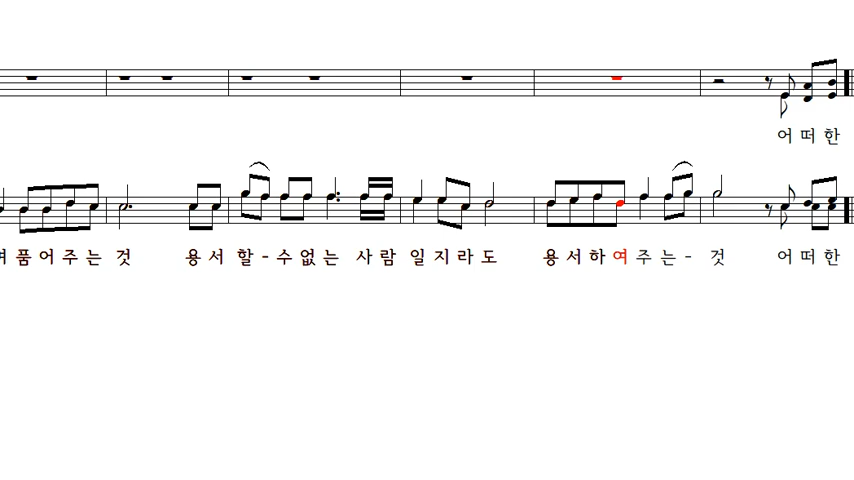 어 떠 한
품 어 주 는 것 용 서 할 - 수 없 는 사 람 일 지 라 도 용 서 하 여 주 는 - 것 어 떠 한